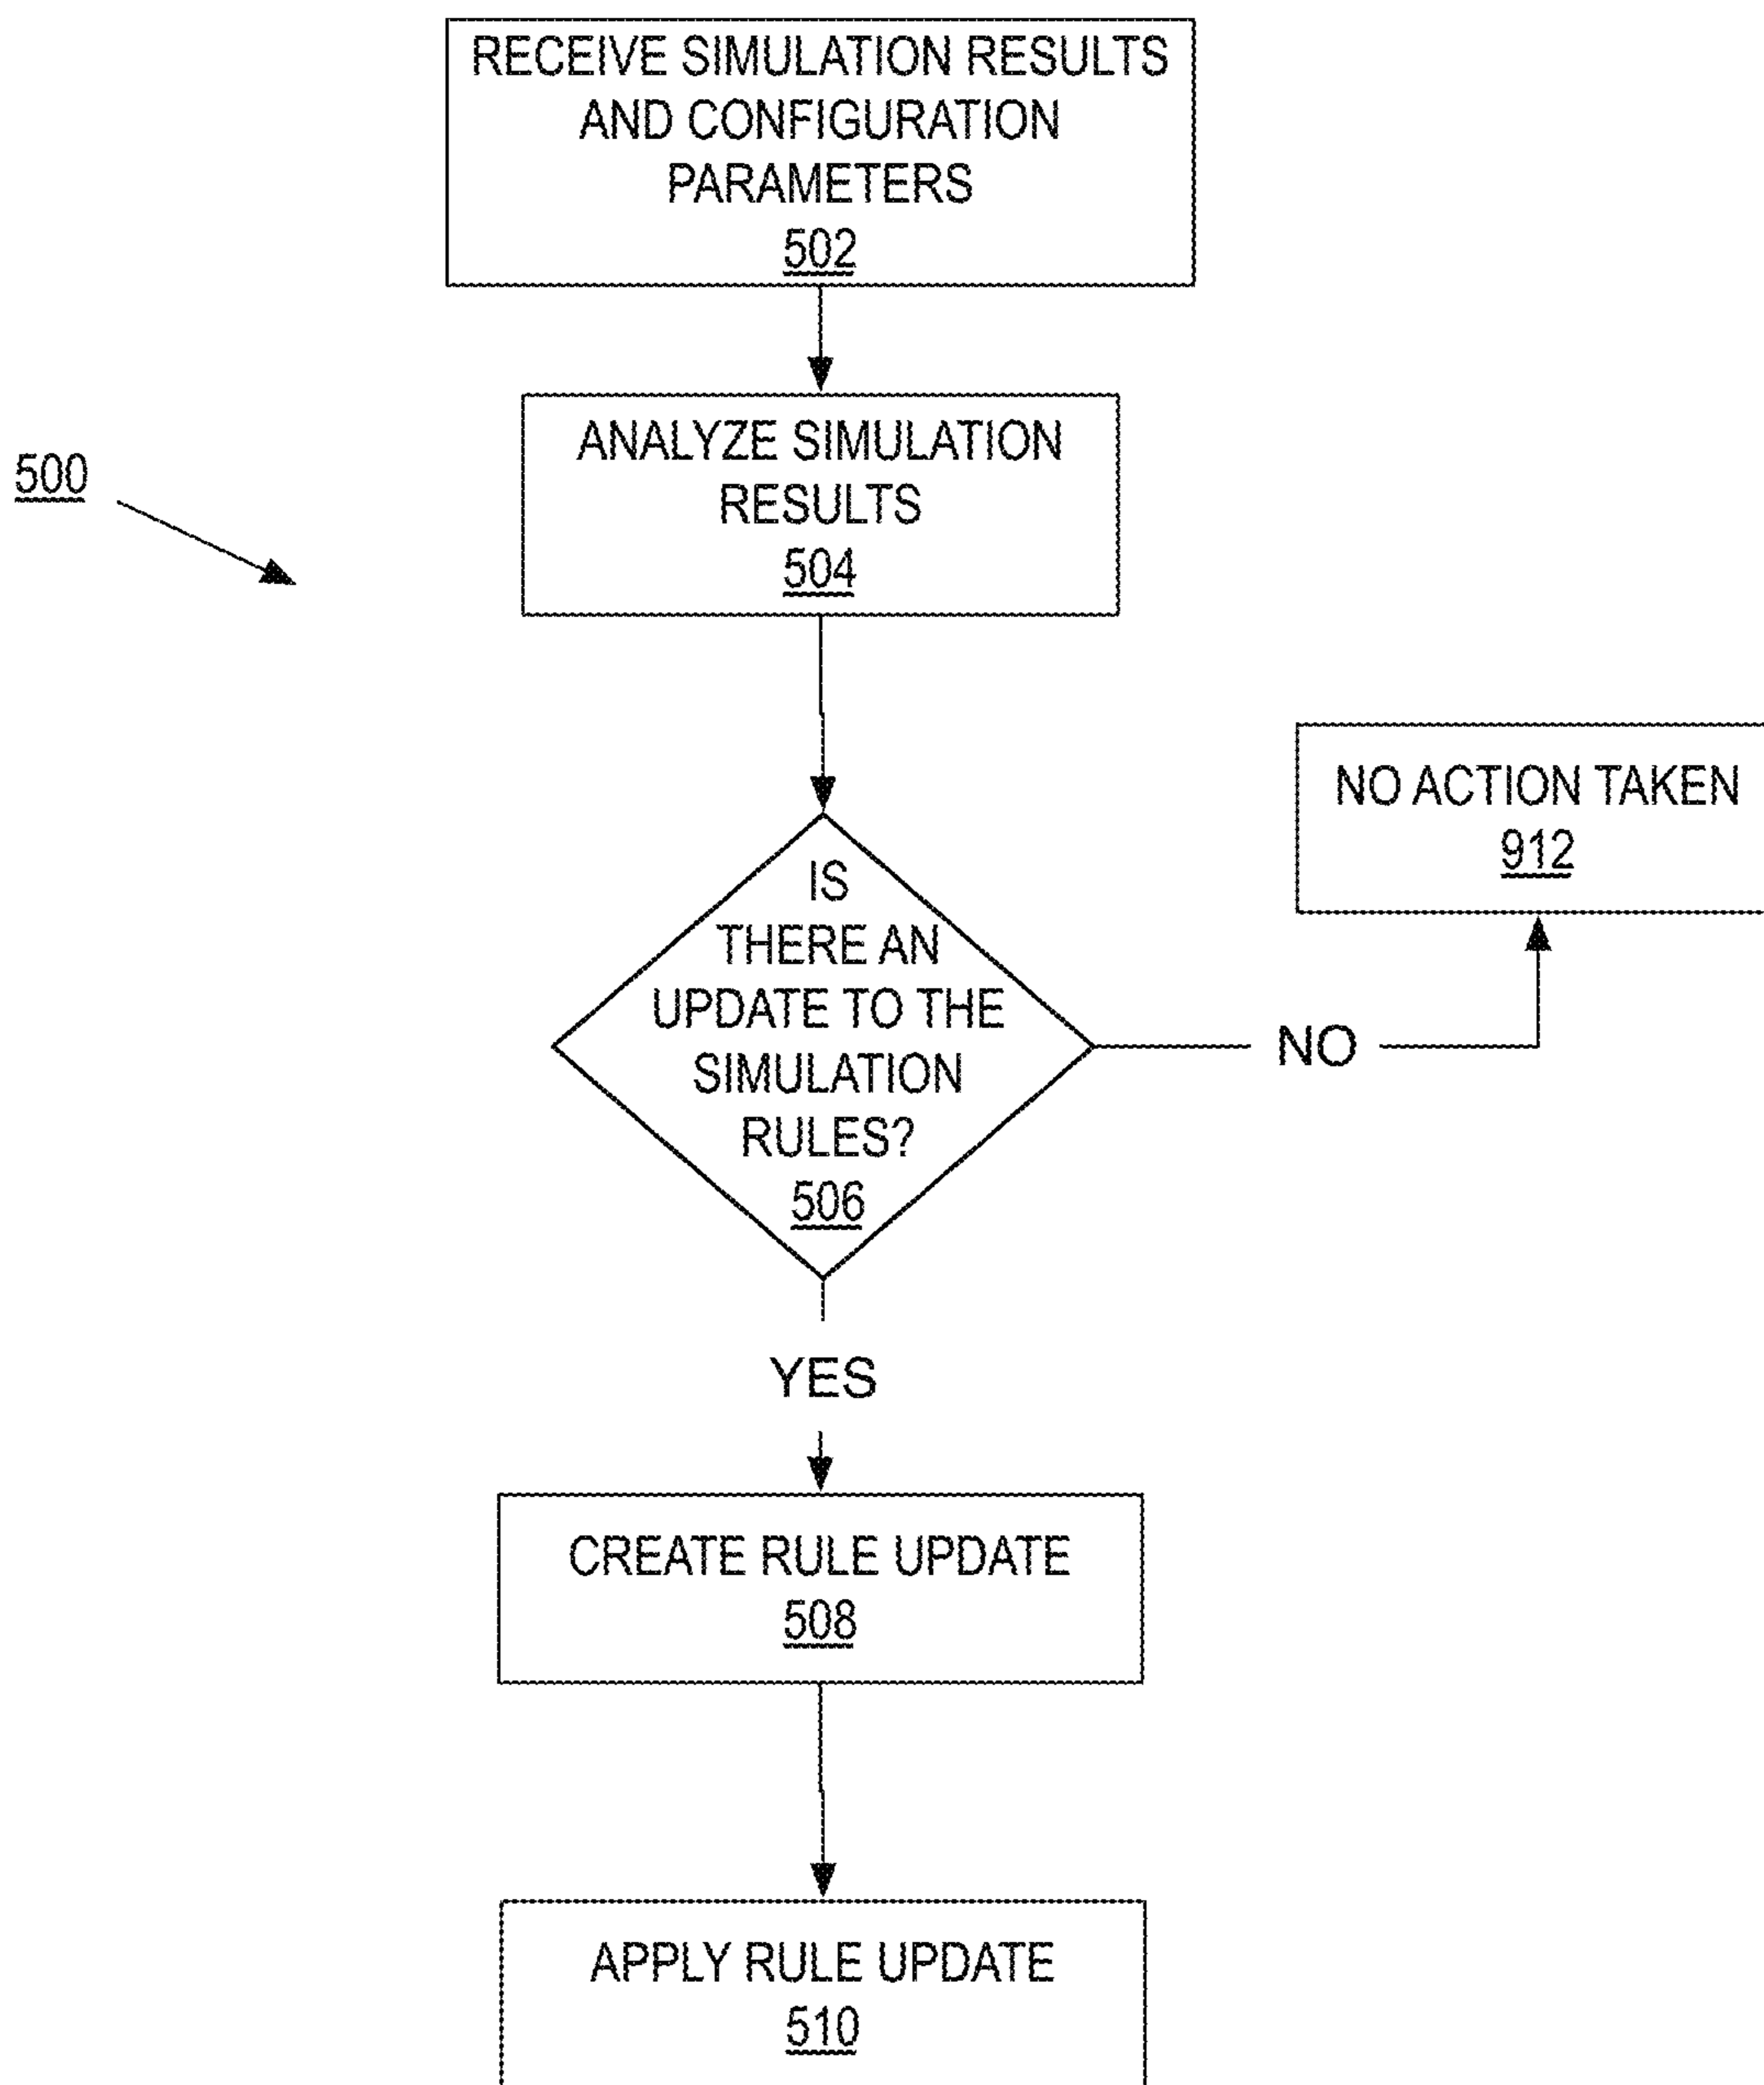 RECEIVE SIMULATION RESULTS
AND CONFIGURATION
PARAMETERS
502
500
ANALYZE SIMULATION
RESULTS
504
NO ACTION TAKEN
912
IS
THERE AN
UPDATE TO THE
SIMULATION
RULES?
506
NO
YES
CREATE RULE UPDATE
508
APPLY RULE UPDATE
510